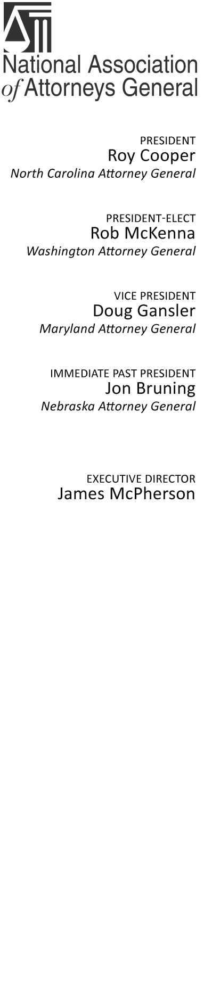 National Association
of Attorneys General
PRESIDENT
Roy Cooper
North Carolina Attorney General
PRESIDENT-ELECT
Rob McKenna
Washington Attorney General
VICE PRESIDENT
Doug Gansler
Maryland Attorney General
IMMEDIATE PAST PRESIDENT
Jon Bruning
Nebraska Attorney General
EXECUTIVE DIRECTOR
James McPherson